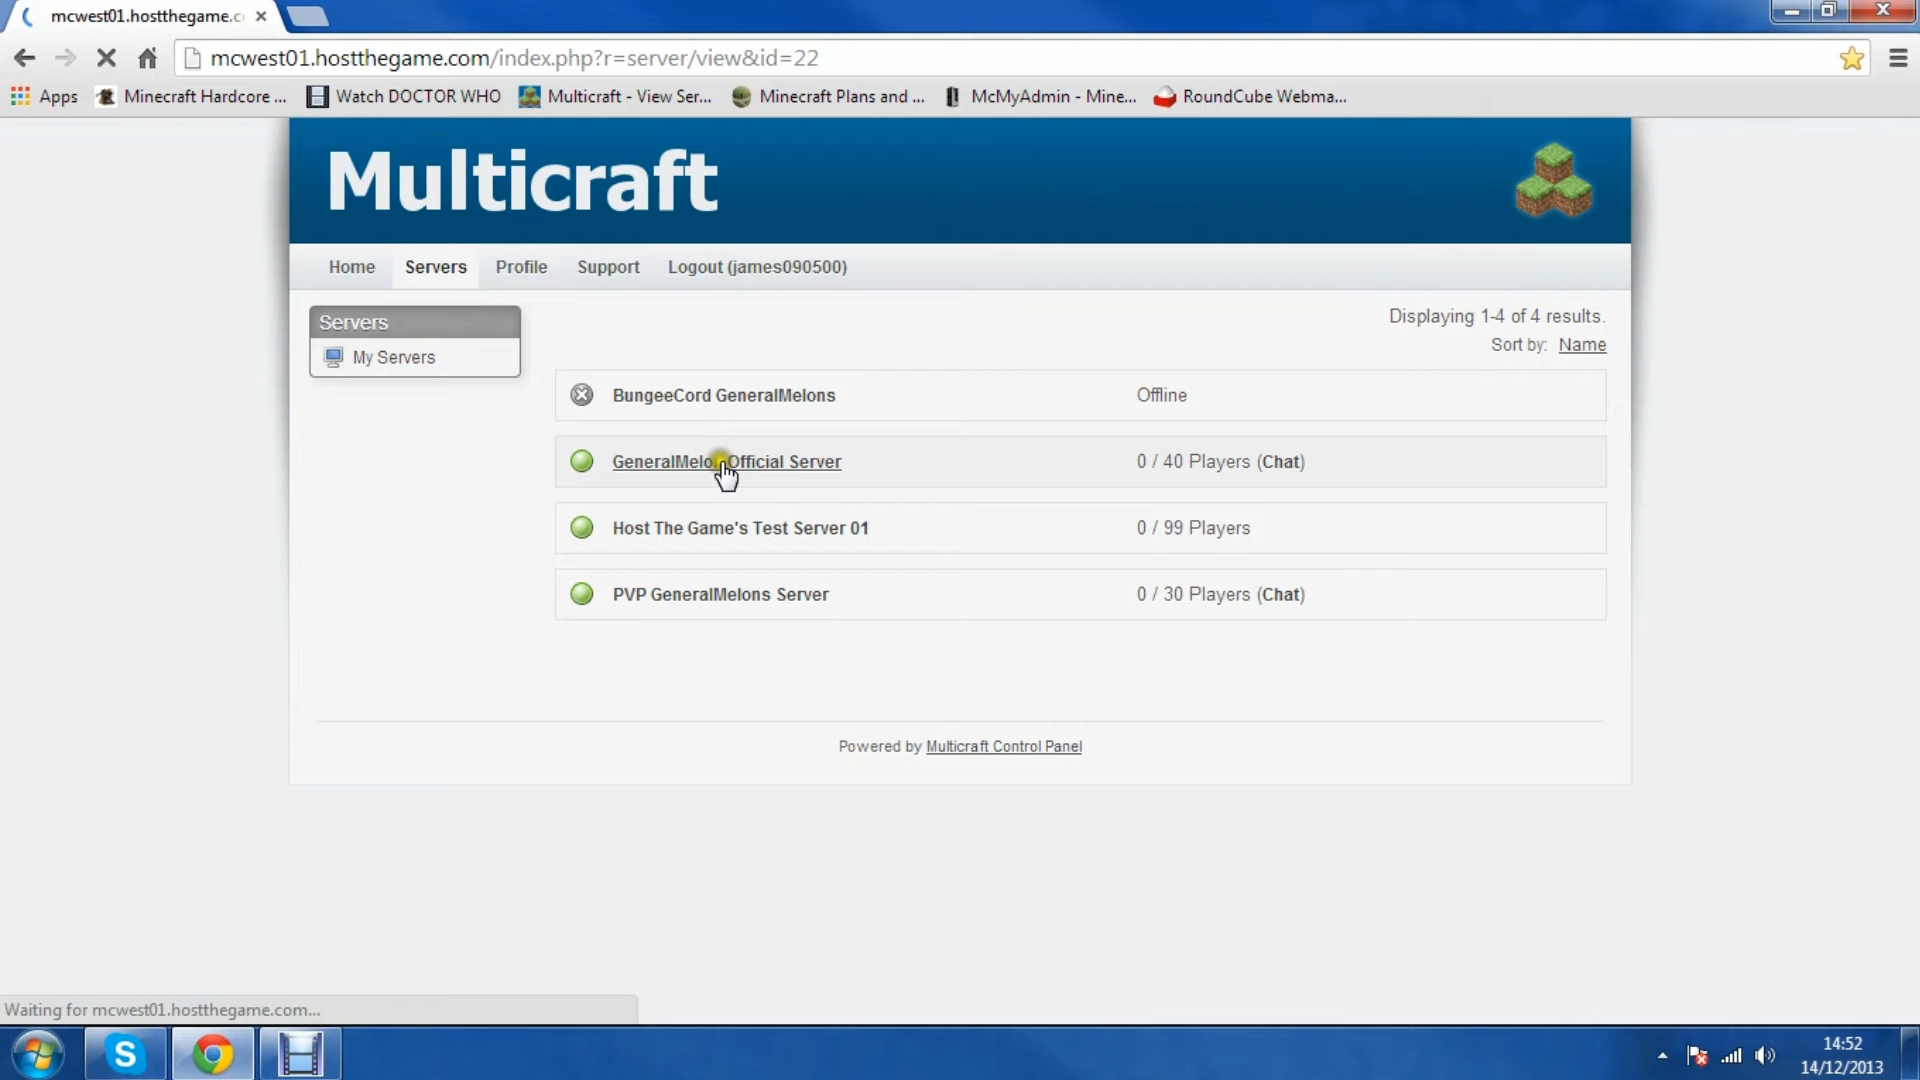 mcwest01.hostthegame.c
mcwest01.hostthegame.com/index.php?r=server/view&id=22
Apps Minecraft Hardcore ... Watch DOCTOR WHO Multicraft - View Ser... Minecraft Plans and ... McMyAdmin - Mine... RoundCube Webma...
Multicraft
Home Servers Profile Support Logout (james090500)
Servers
My Servers
Displaying 1-4 of 4 results.
Sort by: Name
BungeeCord GeneralMelons Offline
Official Server 0 / 40 Players (Chat)
Host The Game's Test Server 01 0 / 99 Players
PVP GeneralMelons Server 0 / 30 Players (Chat)
Powered by Multicraft Control Panel
Waiting for mcwest01.hostthegame.com...
S
14:52
14/12/2013